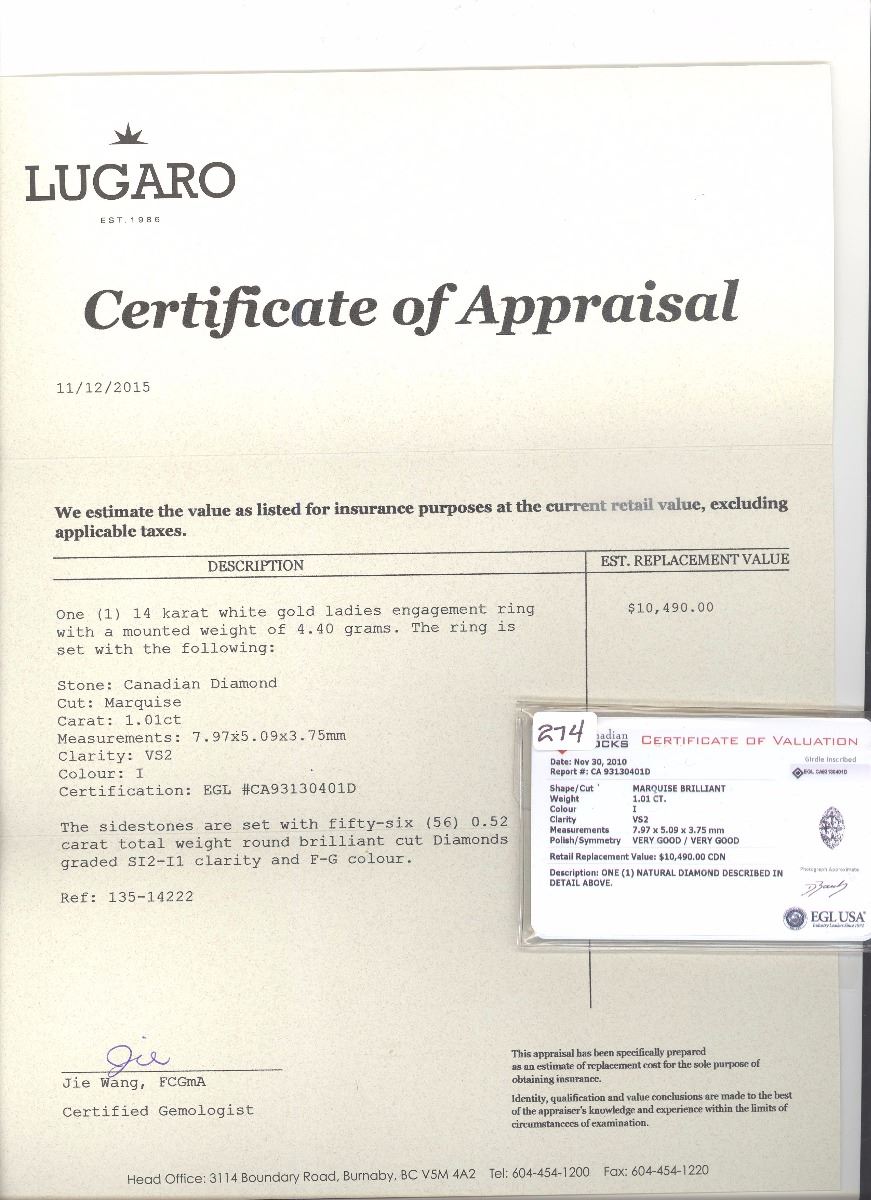 LUGARO
EST. 1986
Certificate of Appraisal
11/12/2015
We estimate the value as listed for insurance purposes at the current retail value, excluding
applicable taxes.
DESCRIPTION
EST. REPLACEMENT VALUE
One (1) 14 karat white gold ladies engagement ring
with a mounted weight of 4.40 grams. The ring is
set with the following:
$10,490.00
Stone: Canadian Diamond
Cut: Marquise
Carat: 1.01ct
Measurements: 7.97x5.09x3.75mm
Clarity: VS2
Colour: I
Certification: EGL #CA93130401D
The sidestones are set with fifty-six (56) 0.52
carat total weight round brilliant cut Diamonds
graded SI2-I1 clarity and F-G colour.
Ref: 135-14222
274
adian
OCKS
CERTIFICATE OF VALUATION
Date: Nov 30, 2010
Report #: CA 93130401D
Girdle Inscribed
EGL CA93130401D
Shape/Cut MARQUISE BRILLIANT
Weight 1.01 CT.
Colour I
Clarity VS2
Measurements 7.97 x 5.09 x 3.75 mm
Polish/Symmetry VERY GOOD / VERY GOOD
Retail Replacement Value: $10,490.00 CDN
Description: ONE (1) NATURAL DIAMOND DESCRIBED IN
DETAIL ABOVE.
Photograph Approximate
EGL USA
Industry Leaders Since 1977
Jie
Jie Wang, FCGmA
Certified Gemologist
This appraisal has been specifically prepared
as an estimate of replacement cost for the sole purpose of
obtaining insurance.
Identity, qualification and value conclusions are made to the best
of the appraiser's knowledge and experience within the limits of
circumstances of examination.
Head Office: 3114 Boundary Road, Burnaby, BC V5M 4A2 Tel: 604-454-1200 Fax: 604-454-1220